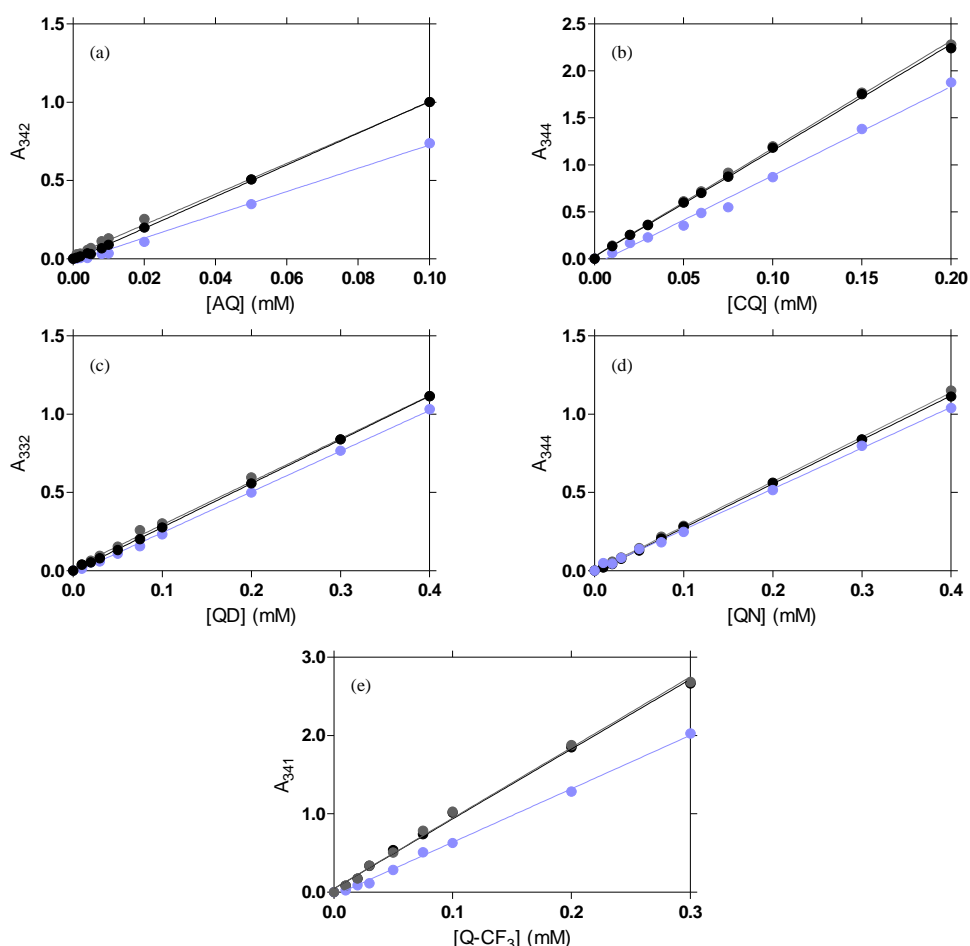 1.5
(a)
1.0
A342
0.5
0.0
0.00 0.02 0.04 0.06 0.08 0.10
[AQ] (mM)
2.5
(b)
2.0
1.5
A344
1.0
0.5
0.0
0.00 0.05 0.10 0.15 0.20
[CQ] (mM)
1.5
(c)
1.0
A332
0.5
0.0
0.0 0.1 0.2 0.3 0.4
[QD] (mM)
1.5
(d)
1.0
A344
0.5
0.0
0.0 0.1 0.2 0.3 0.4
[QN] (mM)
3.0
(e)
2.0
A341
1.0
0.0
0.0 0.1 0.2 0.3
[Q-CF3] (mM)